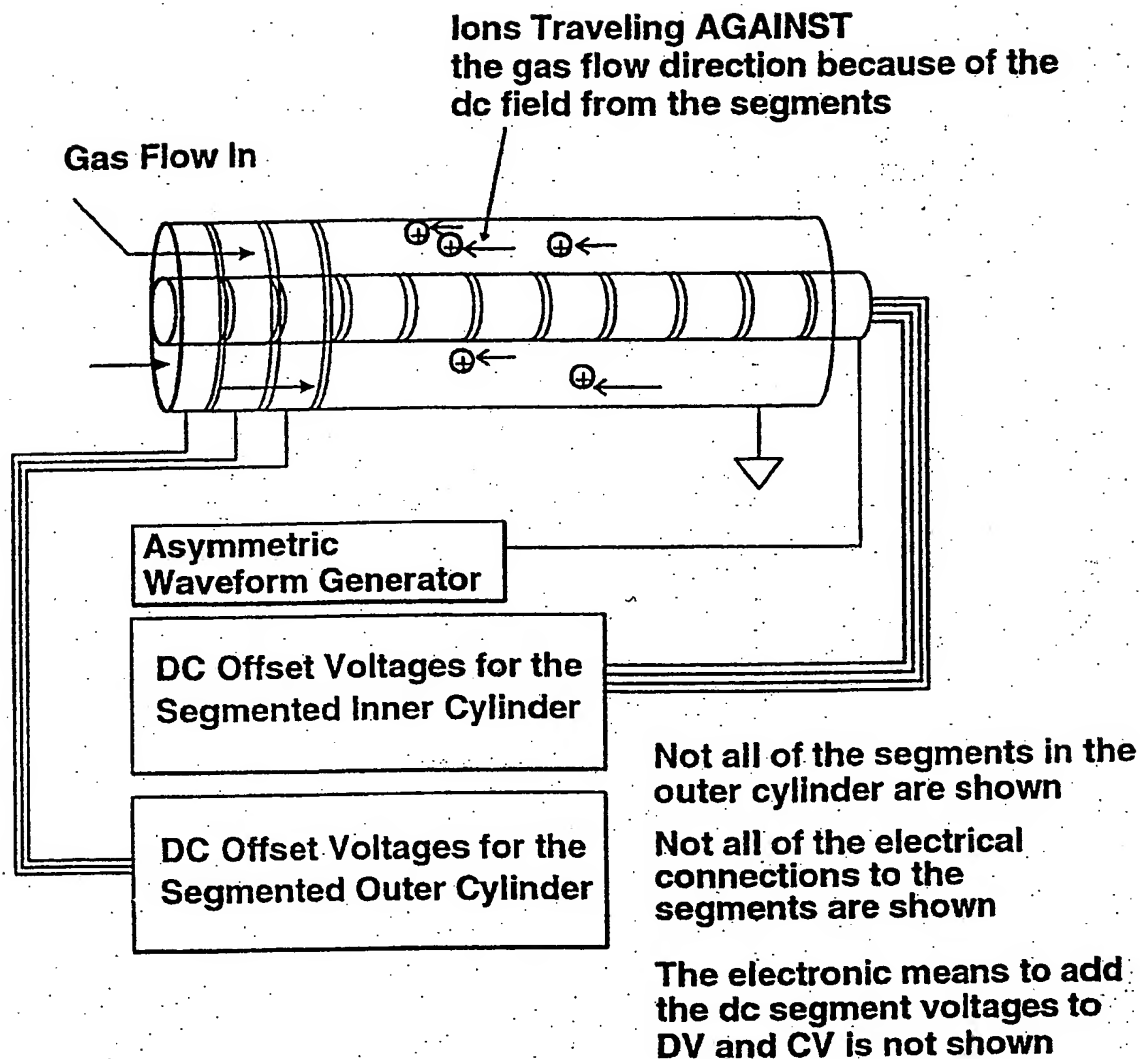 Ions Traveling AGAINST
the gas flow direction because of the
dc field from the segments
Gas Flow In
Asymmetric
Waveform Generator
DC Offset Voltages for the
Segmented Inner Cylinder
DC Offset Voltages for the
Segmented Outer Cylinder
Not all of the segments in the
outer cylinder are shown
Not all of the electrical
connections to the
segments are shown
The electronic means to add
the dc segment voltages to
DV and CV is not shown